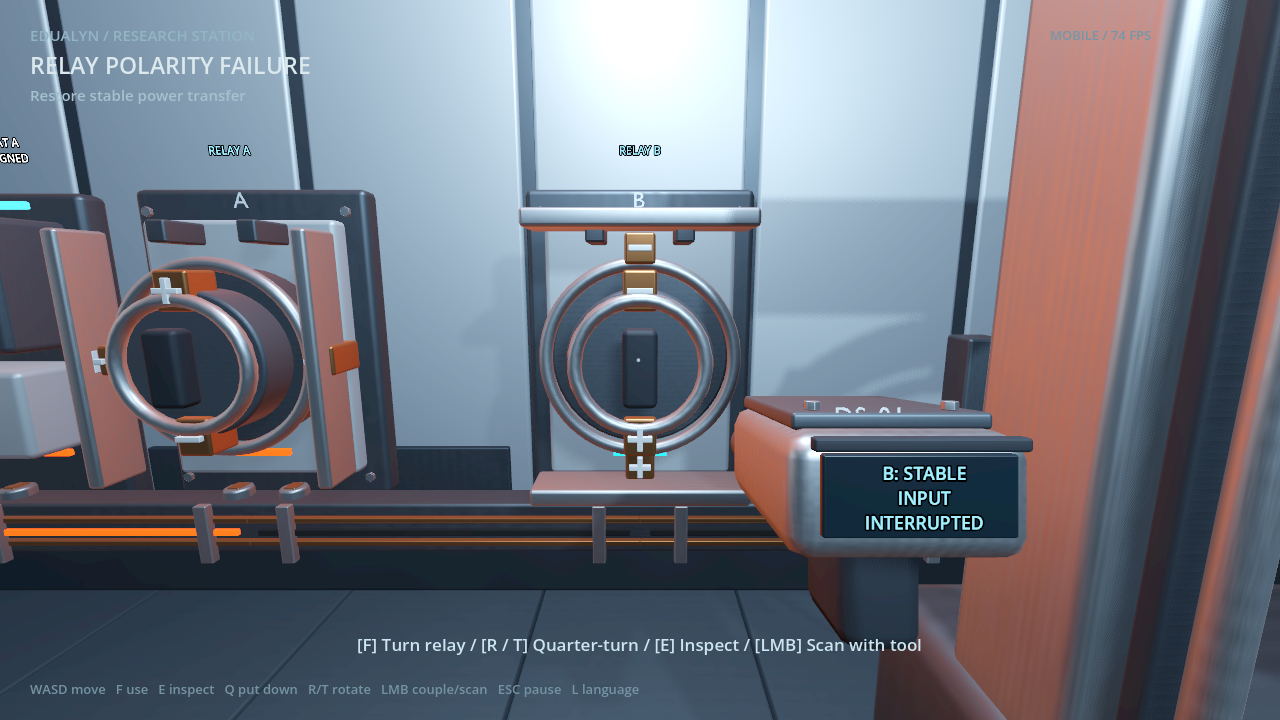 EDUALYN / RESEARCH STATION
MOBILE / 74 FPS
RELAY POLARITY FAILURE
Restore stable power transfer
RELAY A
RELAY B
A
B
B: STABLE
INPUT
INTERRUPTED
[F] Turn relay / [R / T] Quarter-turn / [E] Inspect / [LMB] Scan with tool
WASD move F use E inspect Q put down R/T rotate LMB couple/scan ESC pause L language